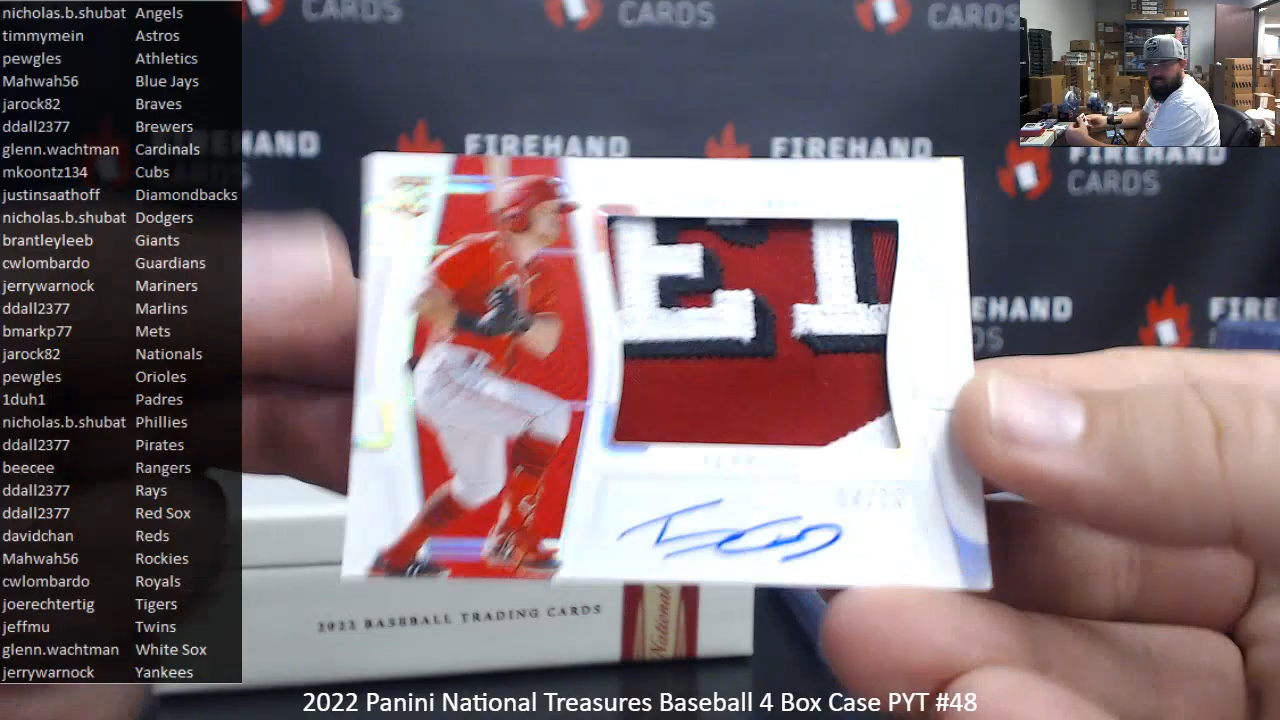 nicholas.b.shubat Angels
timmymein Astros
pewgles Athletics
Mahwah56 Blue Jays
jarock82 Braves
ddall2377 Brewers
glenn.wachtman Cardinals
mkoontz134 Cubs
justinsaathoff Diamondbacks
nicholas.b.shubat Dodgers
brantleyleeb Giants
cwlombardo Guardians
jerrywarnock Mariners
ddall2377 Marlins
bmarkp77 Mets
jarock82 Nationals
pewgles Orioles
1duh1 Padres
nicholas.b.shubat Phillies
ddall2377 Pirates
beecee Rangers
ddall2377 Rays
ddall2377 Red Sox
davidchan Reds
Mahwah56 Rockies
cwlombardo Royals
joerechtertig Tigers
jeffmu Twins
glenn.wachtman White Sox
jerrywarnock Yankees
CARDS
CARDS
CARDS
FIREHAND
FIREHAND
FIREHAND
CARDS
HAND
FIREHAND
2022 BASEBALL TRADING CARDS
National
2022 Panini National Treasures Baseball 4 Box Case PYT #48